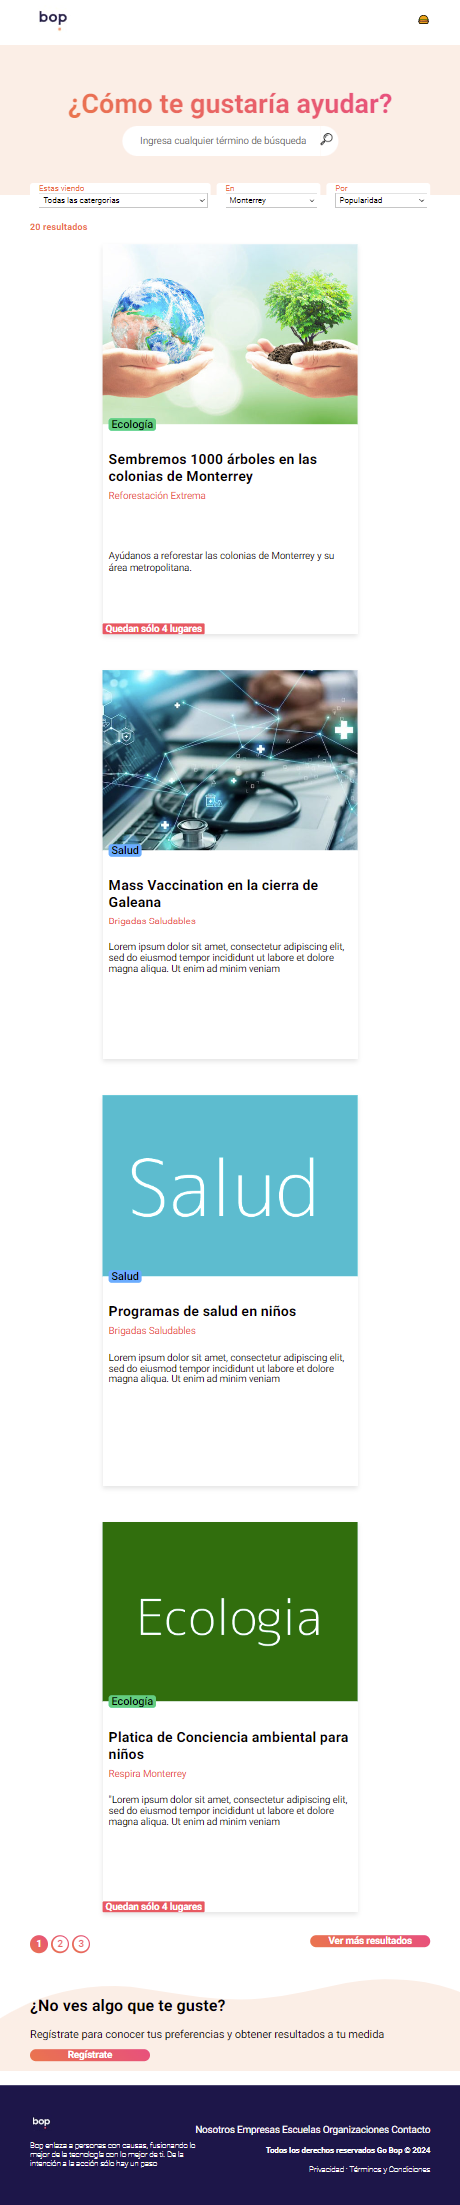 bop
¿Cómo te gustaría ayudar?
Ingresa cualquier término de búsqueda
Estas viendo
Todas las catergorias
En
Monterrey
Por
Popularidad
20 resultados
Ecología
Sembremos 1000 árboles en las
colonias de Monterrey
Reforestación Extrema
Ayúdanos a reforestar las colonias de Monterrey y su
área metropolitana.
Quedan sólo 4 lugares
Salud
Mass Vaccination en la cierra de
Galeana
Brigadas Saludables
Lorem ipsum dolor sit amet, consectetur adipiscing elit,
sed do eiusmod tempor incididunt ut labore et dolore
magna aliqua. Ut enim ad minim veniam
Salud
Salud
Programas de salud en niños
Brigadas Saludables
Lorem ipsum dolor sit amet, consectetur adipiscing elit,
sed do eiusmod tempor incididunt ut labore et dolore
magna aliqua. Ut enim ad minim veniam
Ecologia
Ecología
Platica de Conciencia ambiental para
niños
Respira Monterrey
"Lorem ipsum dolor sit amet, consectetur adipiscing elit,
sed do eiusmod tempor incididunt ut labore et dolore
magna aliqua. Ut enim ad minim veniam
Quedan sólo 4 lugares
1 2 3
Ver más resultados
¿No ves algo que te guste?
Regístrate para conocer tus preferencias y obtener resultados a tu medida
Regístrate
bop
Bop enlaza a personas con causas, fusionando lo
mejor de la tecnología con lo mejor de ti. De la
intención a la acción sólo hay un paso
Nosotros Empresas Escuelas Organizaciones Contacto
Todos los derechos reservados Go Bop © 2024
Privacidad · Términos y Condiciones